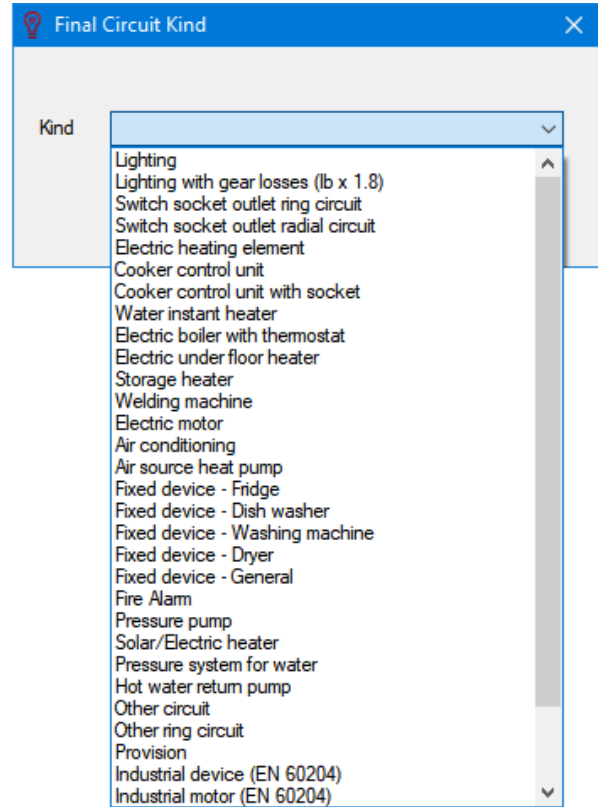 Final Circuit Kind
Kind
Lighting
Lighting with gear losses (Ib x 1.8)
Switch socket outlet ring circuit
Switch socket outlet radial circuit
Electric heating element
Cooker control unit
Cooker control unit with socket
Water instant heater
Electric boiler with thermostat
Electric under floor heater
Storage heater
Welding machine
Electric motor
Air conditioning
Air source heat pump
Fixed device - Fridge
Fixed device - Dish washer
Fixed device - Washing machine
Fixed device - Dryer
Fixed device - General
Fire Alarm
Pressure pump
Solar/Electric heater
Pressure system for water
Hot water return pump
Other circuit
Other ring circuit
Provision
Industrial device (EN 60204)
Industrial motor (EN 60204)